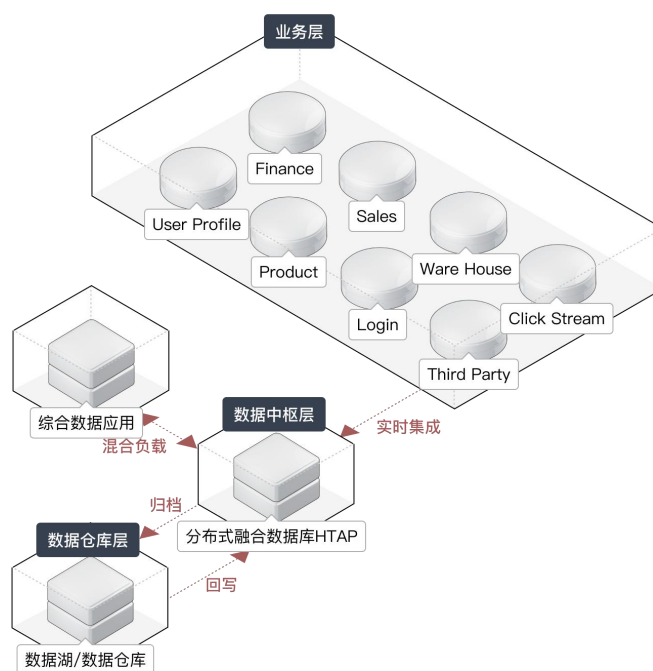 业务层
Finance
User Profile
Sales
Product
Ware House
Login
Click Stream
Third Party
综合数据应用
数据中枢层
实时集成
混合负载
归档
分布式融合数据库HTAP
数据仓库层
回写
数据湖/数据仓库